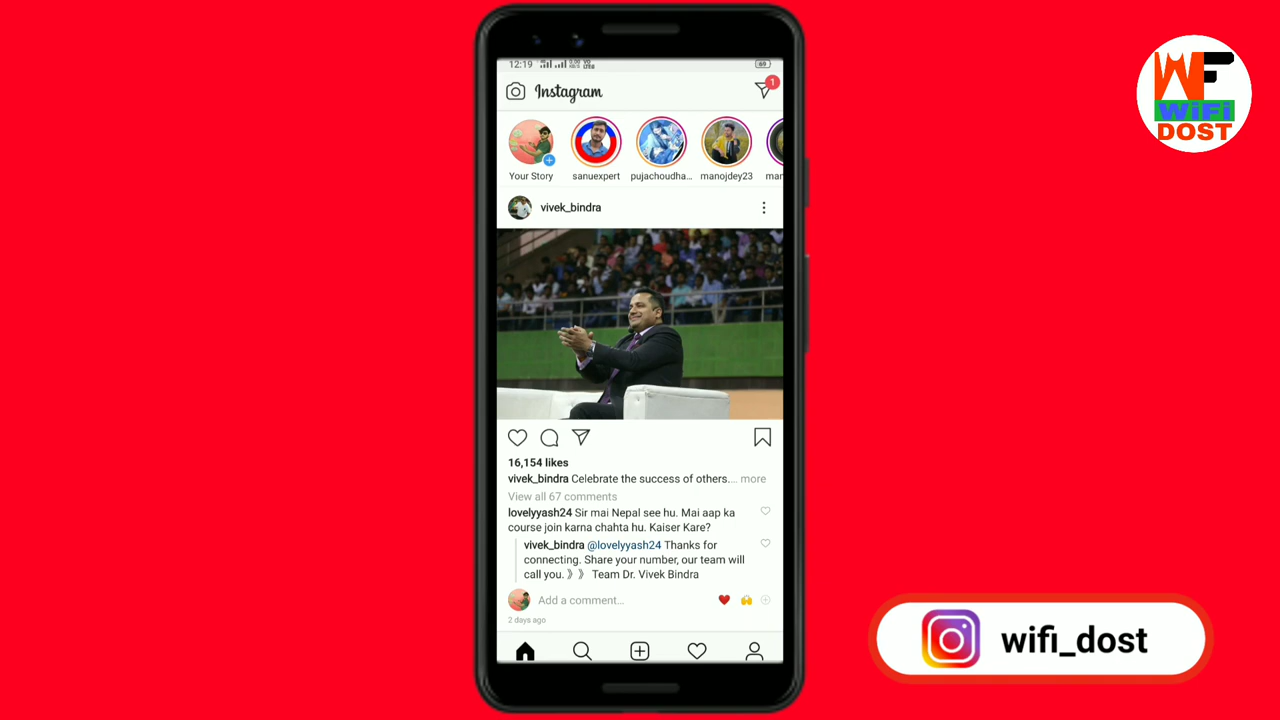 12:19
69
Instagram
1
Your Story
sanuexpert
pujachoudha...
manojdey23
mar
vivek_bindra
16,154 likes
vivek_bindra Celebrate the success of others.... more
View all 67 comments
lovelyyash24 Sir mai Nepal see hu. Mai aap ka
course join karna chahta hu. Kaiser Kare?
vivek_bindra @lovelyyash24 Thanks for
connecting. Share your number, our team will
call you. 》》 Team Dr. Vivek Bindra
Add a comment...
2 days ago
WF
WiFi
DOST
wifi_dost